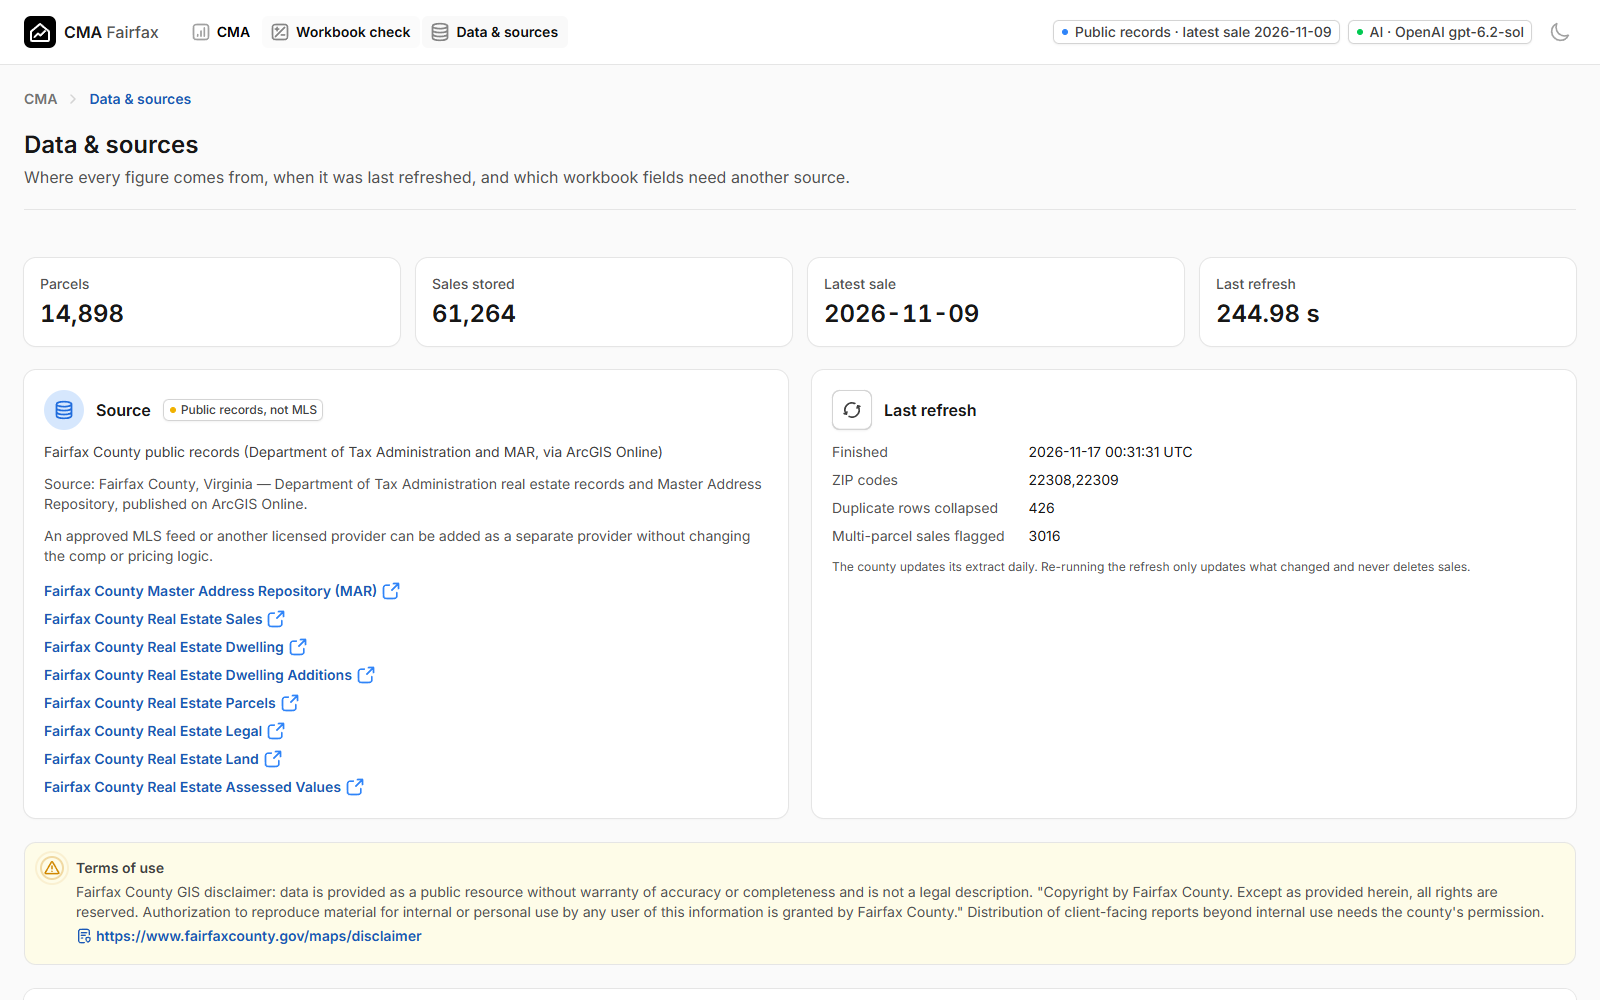 CMA Fairfax
CMA
Workbook check
Data & sources
Public records · latest sale 2026-11-09
AI · OpenAI gpt-6.2-sol
CMA
Data & sources
Data & sources
Where every figure comes from, when it was last refreshed, and which workbook fields need another source.
Parcels
14,898
Sales stored
61,264
Latest sale
2026-11-09
Last refresh
244.98 s
Source
Public records, not MLS
Fairfax County public records (Department of Tax Administration and MAR, via ArcGIS Online)
Source: Fairfax County, Virginia — Department of Tax Administration real estate records and Master Address
Repository, published on ArcGIS Online.
An approved MLS feed or another licensed provider can be added as a separate provider without changing
the comp or pricing logic.
Fairfax County Master Address Repository (MAR)
Fairfax County Real Estate Sales
Fairfax County Real Estate Dwelling
Fairfax County Real Estate Dwelling Additions
Fairfax County Real Estate Parcels
Fairfax County Real Estate Legal
Fairfax County Real Estate Land
Fairfax County Real Estate Assessed Values
Last refresh
Finished 2026-11-17 00:31:31 UTC
ZIP codes 22308,22309
Duplicate rows collapsed 426
Multi-parcel sales flagged 3016
The county updates its extract daily. Re-running the refresh only updates what changed and never deletes sales.
Terms of use
Fairfax County GIS disclaimer: data is provided as a public resource without warranty of accuracy or completeness and is not a legal description. "Copyright by Fairfax County. Except as provided herein, all rights are
reserved. Authorization to reproduce material for internal or personal use by any user of this information is granted by Fairfax County." Distribution of client-facing reports beyond internal use needs the county's permission.
https://www.fairfaxcounty.gov/maps/disclaimer